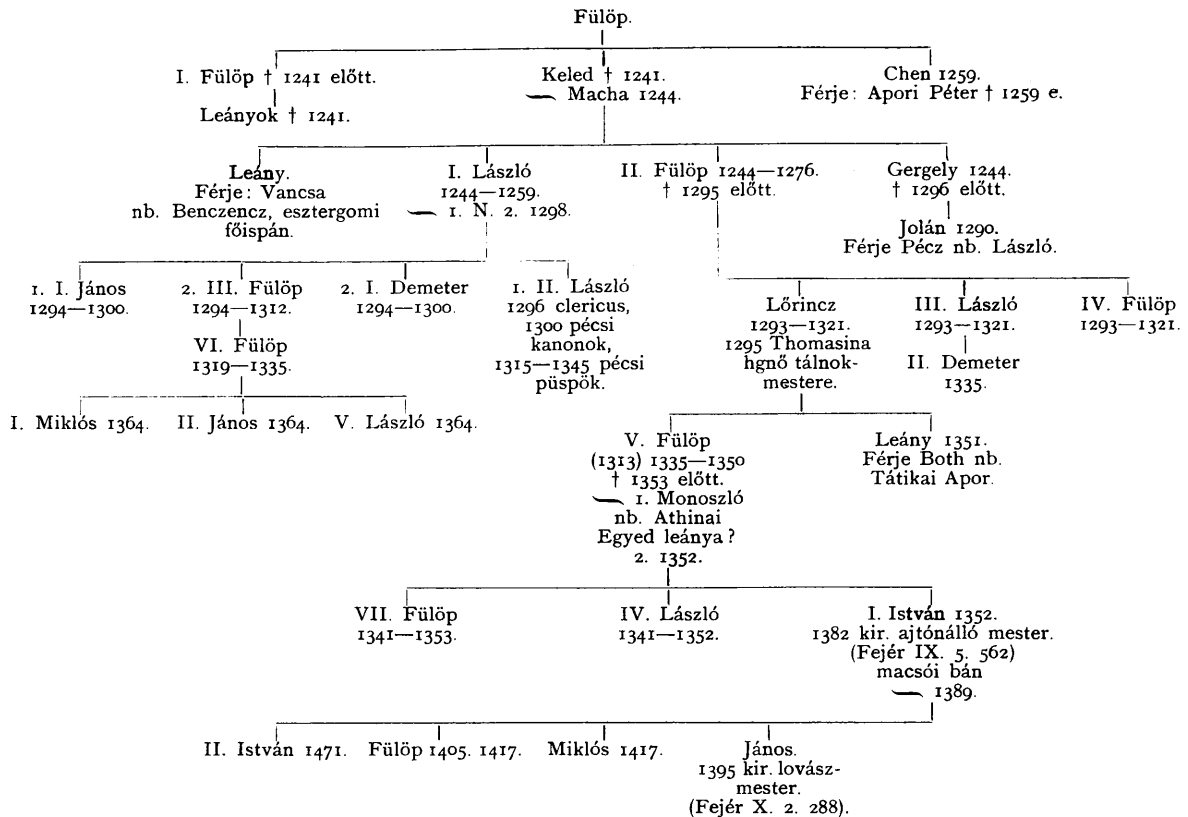 Fülöp.
I. Fülöp † 1241 előtt.
Leányok † 1241.
Keled † 1241.
⁓ Macha 1244.
Chen 1259.
Férje: Apori Péter † 1259 e.
Leány.
Férje: Vancsa
nb. Benczencz, esztergomi
főispán.
I. László
1244—1259.
⁓ 1. N. 2. 1298.
II. Fülöp 1244—1276.
† 1295 előtt.
Gergely 1244.
† 1296 előtt.
Jolán 1290.
Férje Pécz nb. László.
1. I. János
1294—1300.
2. III. Fülöp
1294—1312.
2. I. Demeter
1294—1300.
1. II. László
1296 clericus,
1300 pécsi
kanonok,
1315—1345 pécsi
püspök.
Lőrincz
1293—1321.
1295 Thomasina
hgnő tálnok-
mestere.
III. László
1293—1321.
IV. Fülöp
1293—1321.
VI. Fülöp
1319—1335.
II. Demeter
1335.
I. Miklós 1364.
II. János 1364.
V. László 1364.
V. Fülöp
(1313) 1335—1350
† 1353 előtt.
⁓ 1. Monoszló
nb. Athinai
Egyed leánya?
2. 1352.
Leány 1351.
Férje Both nb.
Tátikai Apor.
VII. Fülöp
1341—1353.
IV. László
1341—1352.
I. István 1352.
1382 kir. ajtónálló mester.
(Fejér IX. 5. 562)
macsói bán
⁓ 1389.
II. István 1471.
Fülöp 1405. 1417.
Miklós 1417.
János.
1395 kir. lovász-
mester.
(Fejér X. 2. 288).